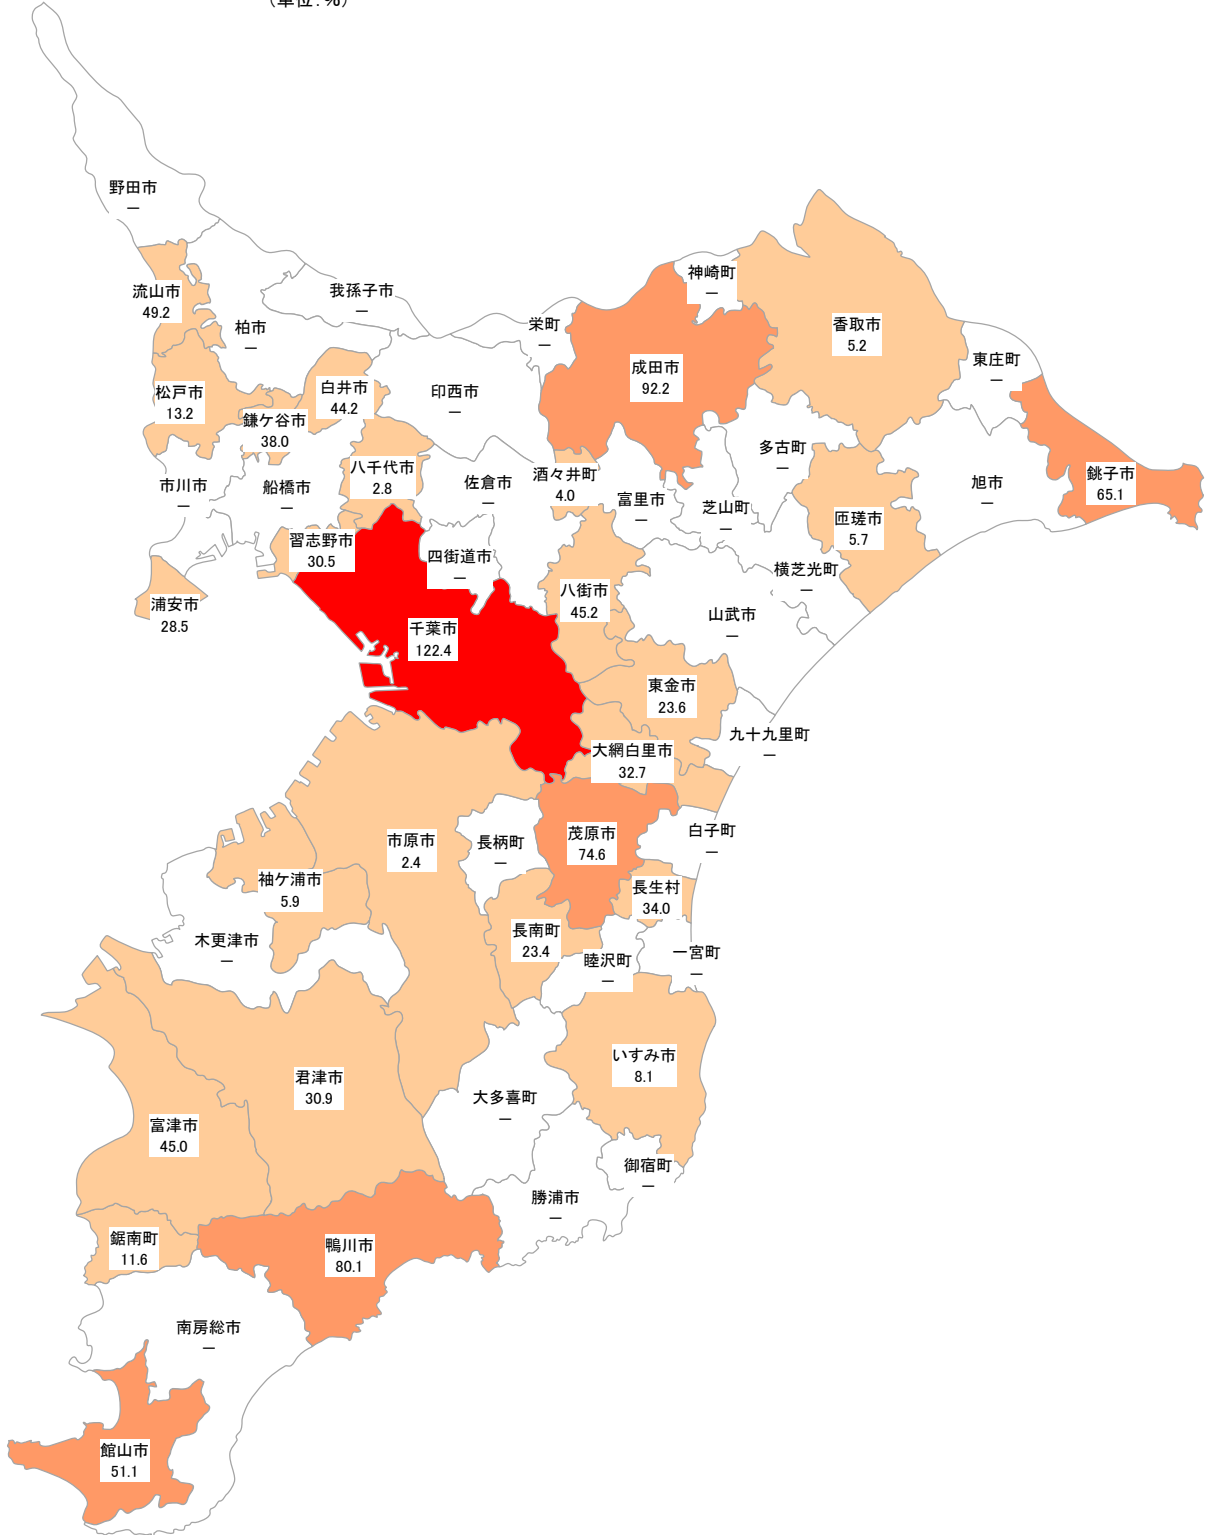 （単位：％）
野田市
－
流山市
49.2
柏市
－
我孫子市
－
松戸市
13.2
鎌ケ谷市
38.0
白井市
44.2
印西市
－
栄町
－
成田市
92.2
神崎町
－
香取市
5.2
東庄町
－
銚子市
65.1
旭市
－
多古町
－
匝瑳市
5.7
市川市
－
船橋市
－
八千代市
2.8
佐倉市
－
酒々井町
4.0
富里市
－
芝山町
－
横芝光町
－
習志野市
30.5
四街道市
－
八街市
45.2
山武市
－
浦安市
28.5
千葉市
122.4
東金市
23.6
九十九里町
－
大網白里市
32.7
市原市
2.4
長柄町
－
茂原市
74.6
白子町
－
袖ケ浦市
5.9
長生村
34.0
木更津市
－
長南町
23.4
睦沢町
－
一宮町
－
君津市
30.9
いすみ市
8.1
大多喜町
－
富津市
45.0
御宿町
－
勝浦市
－
鋸南町
11.6
鴨川市
80.1
南房総市
－
館山市
51.1